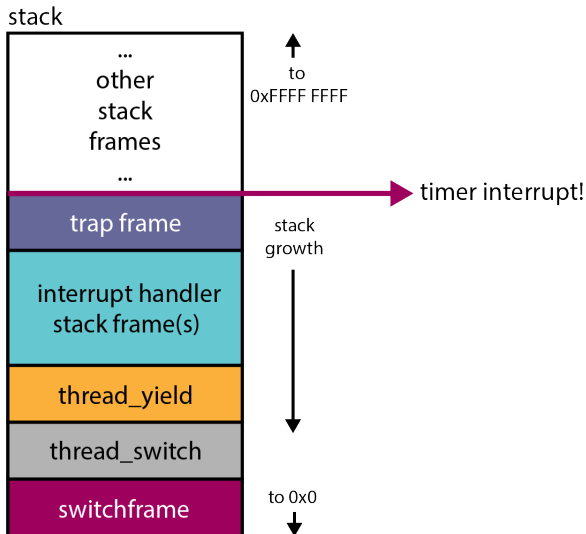 stack
...
other
stack
frames
...
to
0xFFFF FFFF
timer interrupt!
trap frame
stack
growth
interrupt handler
stack frame(s)
thread_yield
thread_switch
switchframe
to 0x0